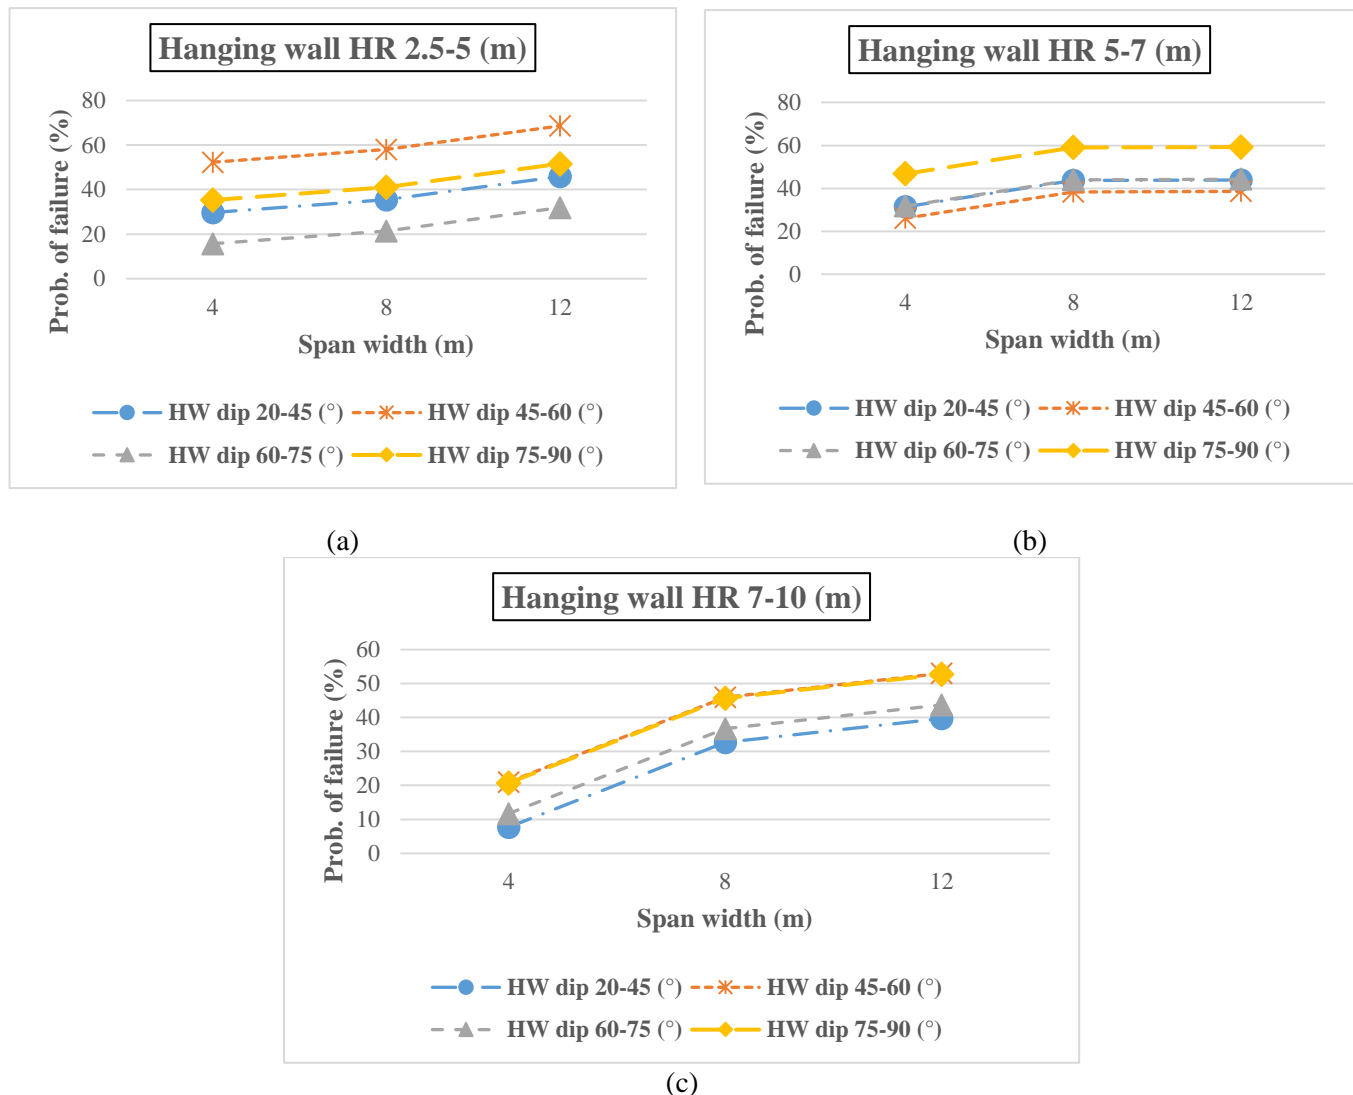 Hanging wall HR 2.5-5 (m)
Prob. of failure (%)
80
60
40
20
0
4 8 12
Span width (m)
HW dip 20-45 (°) HW dip 45-60 (°)
HW dip 60-75 (°) HW dip 75-90 (°)
(a)
Hanging wall HR 5-7 (m)
Prob. of failure (%)
80
60
40
20
0
4 8 12
Span width (m)
HW dip 20-45 (°) HW dip 45-60 (°)
HW dip 60-75 (°) HW dip 75-90 (°)
(b)
Hanging wall HR 7-10 (m)
Prob. of failure (%)
60
50
40
30
20
10
0
4 8 12
Span width (m)
HW dip 20-45 (°) HW dip 45-60 (°)
HW dip 60-75 (°) HW dip 75-90 (°)
(c)